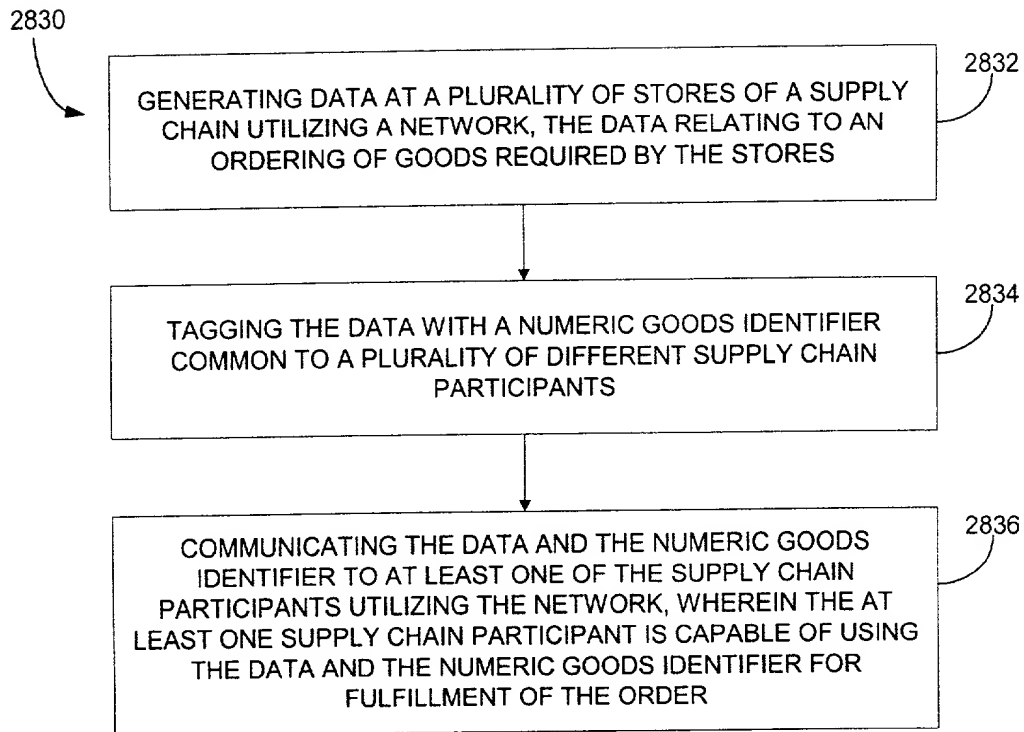 2830
2832
GENERATING DATA AT A PLURALITY OF STORES OF A SUPPLY
CHAIN UTILIZING A NETWORK, THE DATA RELATING TO AN
ORDERING OF GOODS REQUIRED BY THE STORES
2834
TAGGING THE DATA WITH A NUMERIC GOODS IDENTIFIER
COMMON TO A PLURALITY OF DIFFERENT SUPPLY CHAIN
PARTICIPANTS
2836
COMMUNICATING THE DATA AND THE NUMERIC GOODS
IDENTIFIER TO AT LEAST ONE OF THE SUPPLY CHAIN
PARTICIPANTS UTILIZING THE NETWORK, WHEREIN THE AT
LEAST ONE SUPPLY CHAIN PARTICIPANT IS CAPABLE OF USING
THE DATA AND THE NUMERIC GOODS IDENTIFIER FOR
FULFILLMENT OF THE ORDER